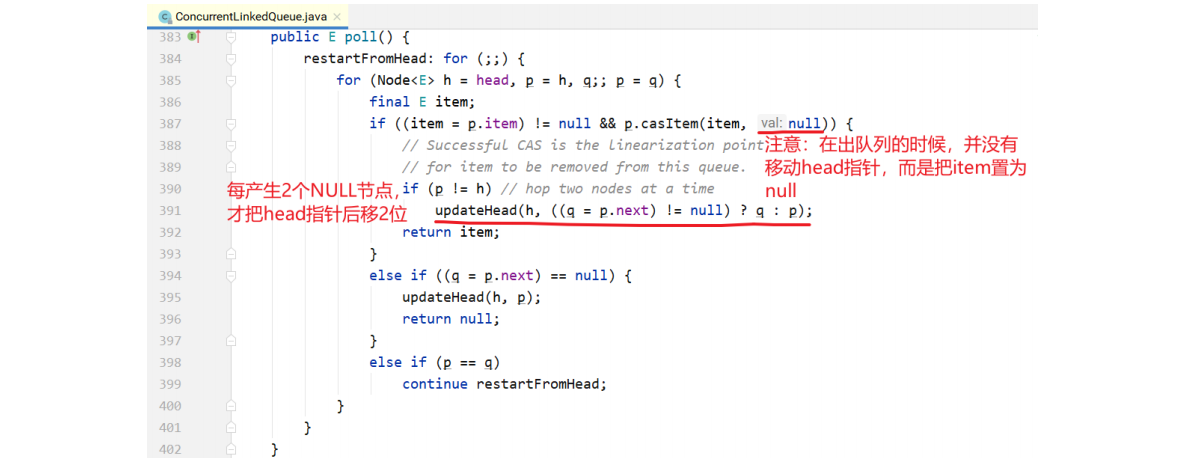 ConcurrentLinkedQueue.java ×
383 public E poll() {
384 restartFromHead: for (;;) {
385 for (Node<E> h = head, p = h, q;; p = q) {
386 final E item;
387 if ((item = p.item) != null && p.casItem(item, val: null)) {
388 // Successful CAS is the linearization point
注意：在出队列的时候，并没有
389 // for item to be removed from this queue.
移动head指针，而是把item置为
390 if (p != h) // hop two nodes at a time
null
每产生2个NULL节点，
391 updateHead(h, ((q = p.next) != null) ? q : p);
才把head指针后移2位
392 return item;
393 }
394 else if ((q = p.next) == null) {
395 updateHead(h, p);
396 return null;
397 }
398 else if (p == q)
399 continue restartFromHead;
400 }
401 }
402 }